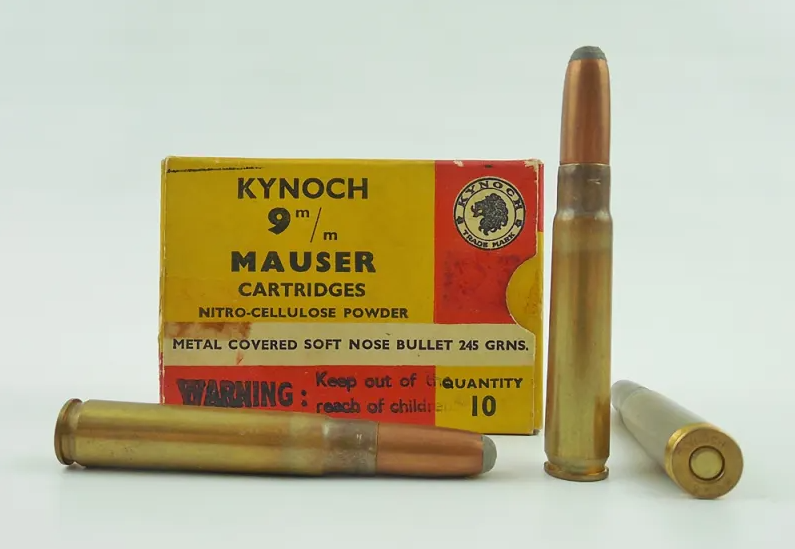 KYNOCH
9 m/m
MAUSER
CARTRIDGES
NITRO-CELLULOSE POWDER
KYNOCH
TRADE MARK
METAL COVERED SOFT NOSE BULLET 245 GRNS.
WARNING: Keep out of
reach of
QUANTITY
10